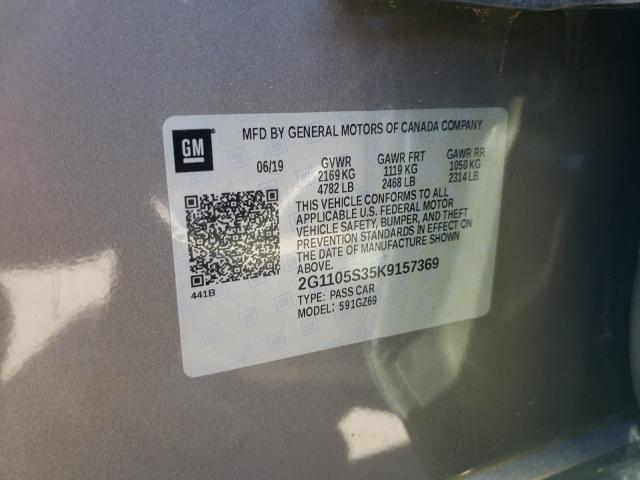 GM
MFD BY GENERAL MOTORS OF CANADA COMPANY
06/19 GVWR GAWR FRT GAWR RR
2169 KG 1119 KG 1050 KG
4782 LB 2468 LB 2314 LB
THIS VEHICLE CONFORMS TO ALL
APPLICABLE U.S. FEDERAL MOTOR
VEHICLE SAFETY, BUMPER, AND THEFT
PREVENTION STANDARDS IN EFFECT ON
THE DATE OF MANUFACTURE SHOWN
ABOVE.
2G1105S35K9157369
441B
TYPE: PASS CAR
MODEL: 591GZ69